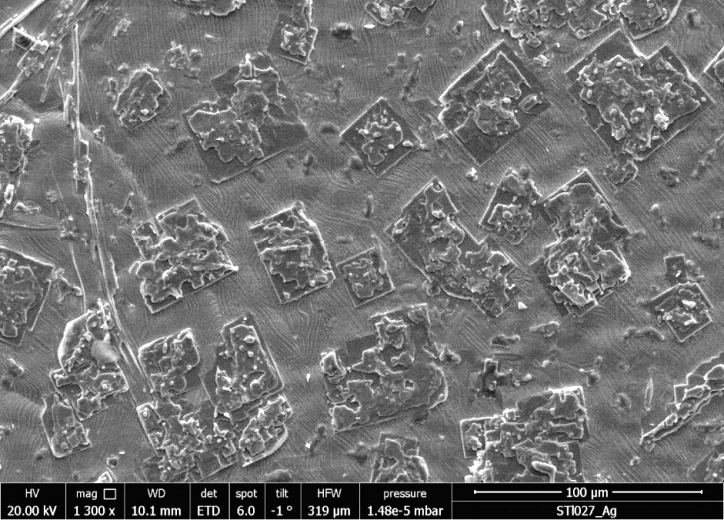 HV mag □ WD det spot tilt HFW pressure 100 µm
20.00 kV 1 300 x 10.1 mm ETD 6.0 -1 ° 319 µm 1.48e-5 mbar STI027_Ag